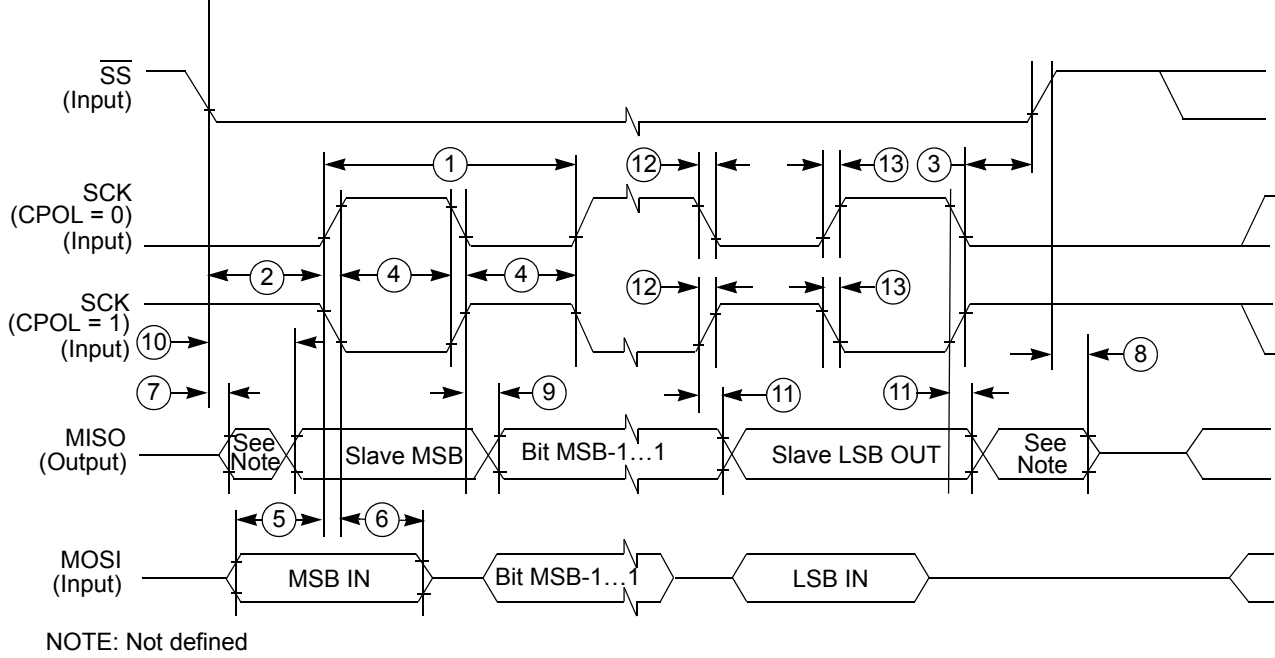 SS
(Input)
1
12
13
3
SCK
(CPOL = 0)
(Input)
2
4
4
12
13
SCK
(CPOL = 1)
(Input)
10
8
7
9
11
11
MISO
(Output)
See
Note
Slave MSB
Bit MSB-1…1
Slave LSB OUT
See
Note
5
6
MOSI
(Input)
MSB IN
Bit MSB-1…1
LSB IN
NOTE: Not defined